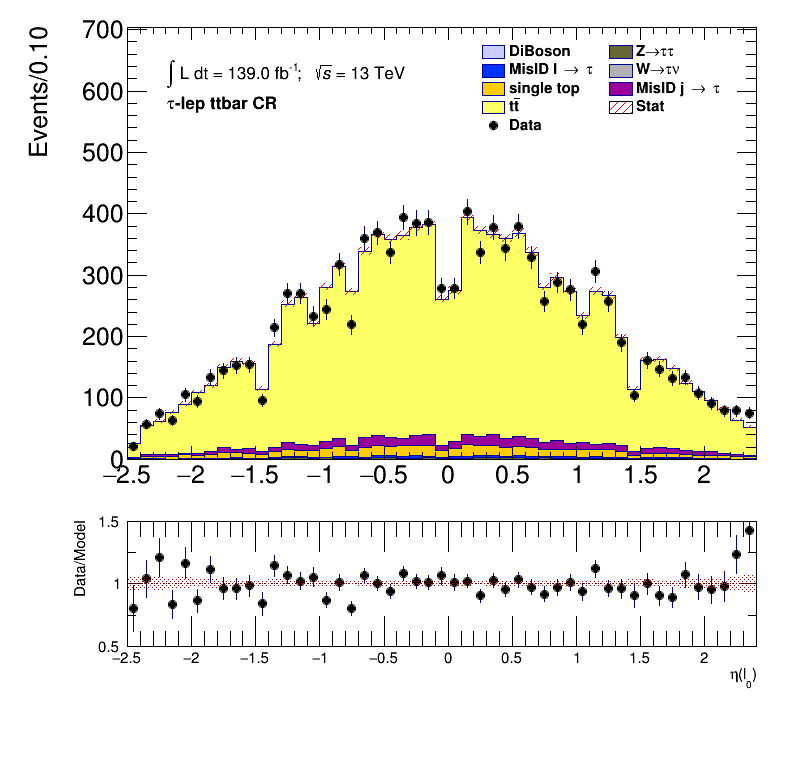 Events/0.10
700
600
500
400
300
200
100
0
∫ L dt = 139.0 fb⁻¹; √s = 13 TeV
τ-lep ttbar CR
DiBoson
MisID l → τ
single top
tt̄
Data
Z→ττ
W→τν
MisID j → τ
Stat
−2.5 −2 −1.5 −1 −0.5 0 0.5 1 1.5 2
Data/Model
1.5
1
0.5
−2.5 −2 −1.5 −1 −0.5 0 0.5 1 1.5 2
η(l₀)